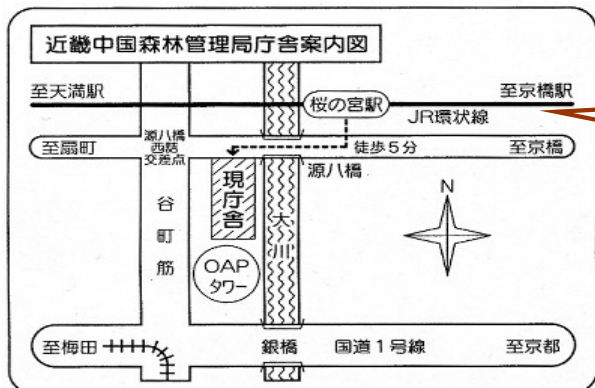 近畿中国森林管理局庁舎案内図
至天満駅
桜の宮駅
至京橋駅
JR環状線
至扇町
源八橋
西詰
交差点
徒歩5分
至京橋
源八橋
現庁舎
谷町筋
大川
N
OAP
タワー
至梅田
銀橋
国道1号線
至京都